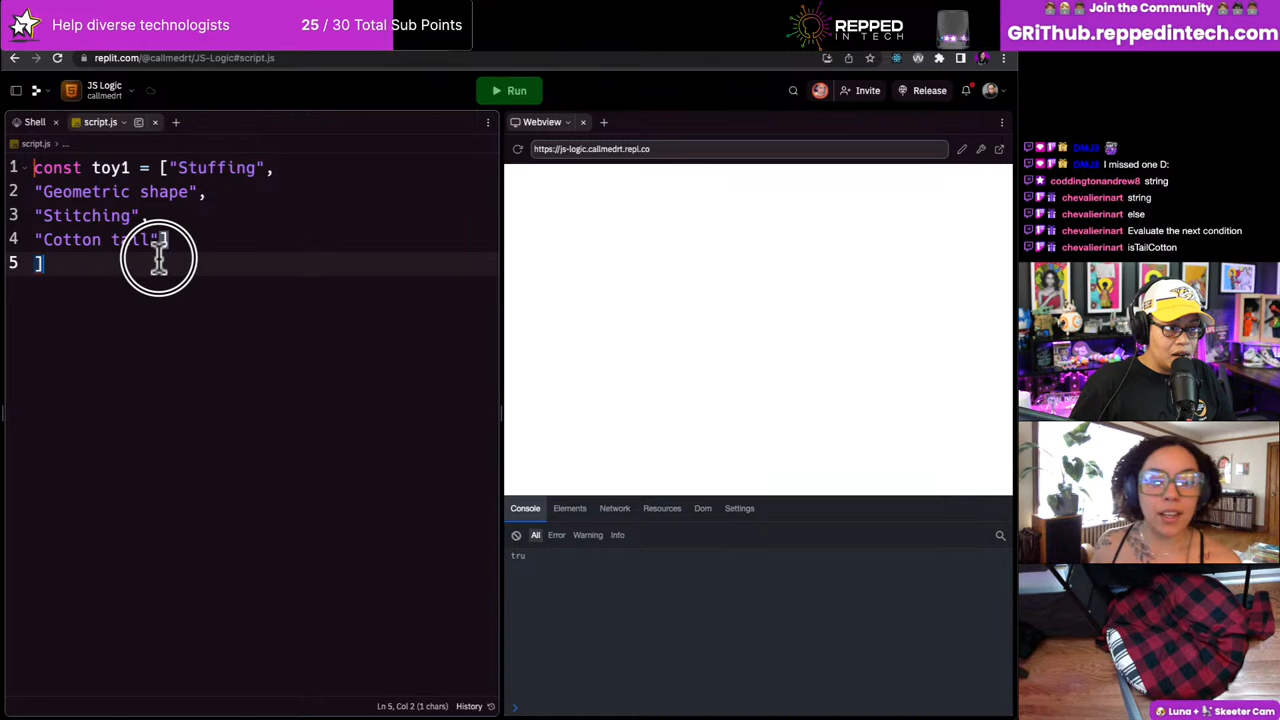 Help diverse technologists
25 / 30 Total Sub Points
REPPED
IN TECH
Join the Community
GRiThub.reppedintech.com
replit.com/@callmedrt/JS-Logic#script.js
JS Logic
callmedrt
Run
Invite
Release
Shell
script.js
Webview
script.js > ...
https://js-logic.callmedrt.repl.co
1 const toy1 = ["Stuffing",
2 "Geometric shape",
3 "Stitching",
4 "Cotton tail"]
5 ]
Console Elements Network Resources Dom Settings
All Error Warning Info
tru
Ln 5, Col 2 (1 chars)
History
I missed one D:
coddingtonandrew8 string
chevalierinart string
chevalierinart else
chevalierinart Evaluate the next condition
chevalierinart isTailCotton
Luna + Skeeter Cam